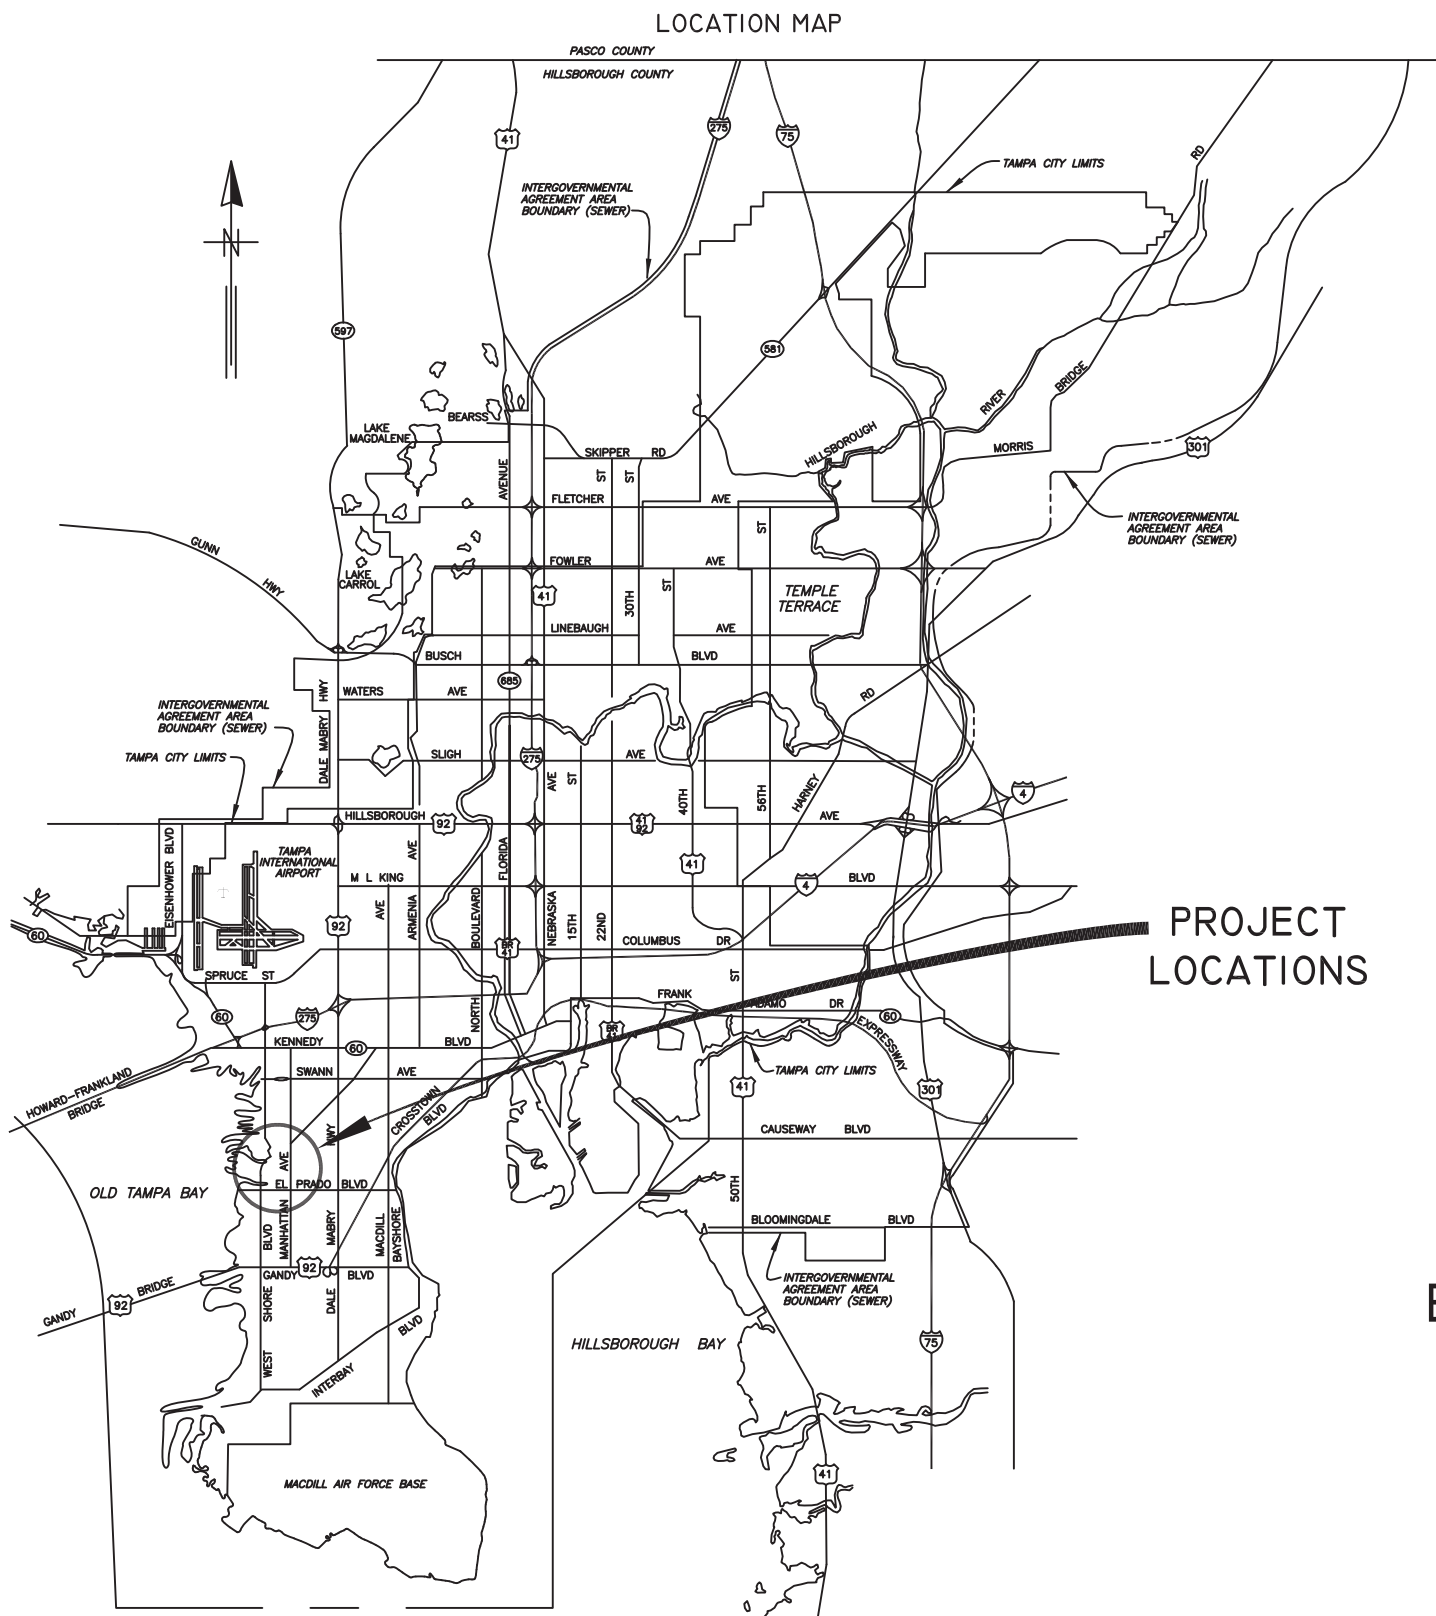 LOCATION MAP
PASCO COUNTY
HILLSBOROUGH COUNTY
41
275
75
TAMPA CITY LIMITS
RD
INTERGOVERNMENTAL
AGREEMENT AREA
BOUNDARY (SEWER)
N
597
581
BRIDGE
RIVER
BEARSS
LAKE
MAGDALENE
HILLSBOROUGH
MORRIS
301
SKIPPER RD
AVENUE
ST
ST
FLETCHER AVE
ST
INTERGOVERNMENTAL
AGREEMENT AREA
BOUNDARY (SEWER)
GUNN
HWY
LAKE
CARROL
FOWLER AVE
41
30TH
ST
TEMPLE
TERRACE
LINEBAUGH AVE
BUSCH BLVD
685
WATERS AVE
HWY
RD
INTERGOVERNMENTAL
AGREEMENT AREA
BOUNDARY (SEWER)
TAMPA CITY LIMITS
DALE MABRY
SLIGH AVE
275
AVE
ST
40TH
56TH
HARNEY
4
HILLSBOROUGH
92
41
92
AVE
EISENHOWER BLVD
TAMPA
INTERNATIONAL
AIRPORT
AVE
FLORIDA
41
M L KING
4
BLVD
AVE
ARMENIA
BOULEVARD
NEBRASKA
15TH
22ND
60
92
BR
41
COLUMBUS DR
PROJECT
LOCATIONS
SPRUCE ST
ST
FRANK
ADAMO DR
60
60
275
NORTH
BR
41
EXPRESSWAY
KENNEDY
60
BLVD
SWANN AVE
TAMPA CITY LIMITS
HOWARD-FRANKLAND
BRIDGE
CROSSTOWN
BLVD
41
301
HWY
CAUSEWAY BLVD
AVE
OLD TAMPA BAY
EL PRADO BLVD
50TH
BLVD
MANHATTAN
MABRY
MACDILL
BAYSHORE
BLOOMINGDALE BLVD
92
GANDY BLVD
GANDY BRIDGE
92
INTERGOVERNMENTAL
AGREEMENT AREA
BOUNDARY (SEWER)
SHORE
DALE
BLVD
WEST
INTERBAY
HILLSBOROUGH BAY
75
41
MACDILL AIR FORCE BASE